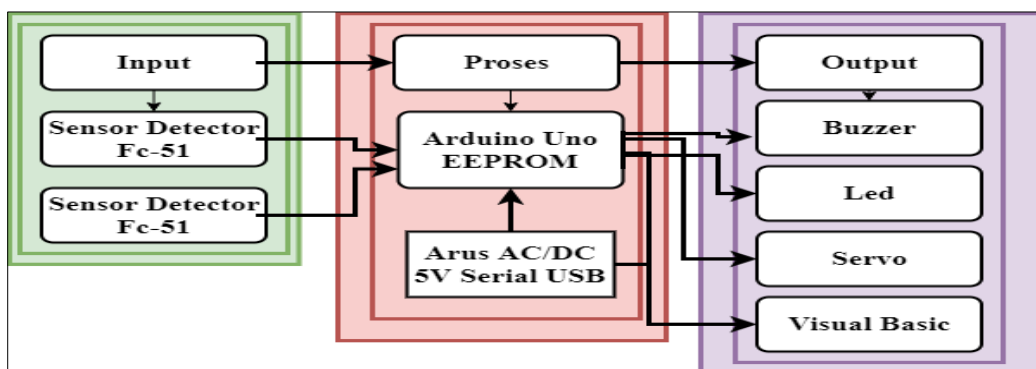 Input
Sensor Detector
Fc-51
Sensor Detector
Fc-51
Proses
Arduino Uno
EEPROM
Arus AC/DC
5V Serial USB
Output
Buzzer
Led
Servo
Visual Basic